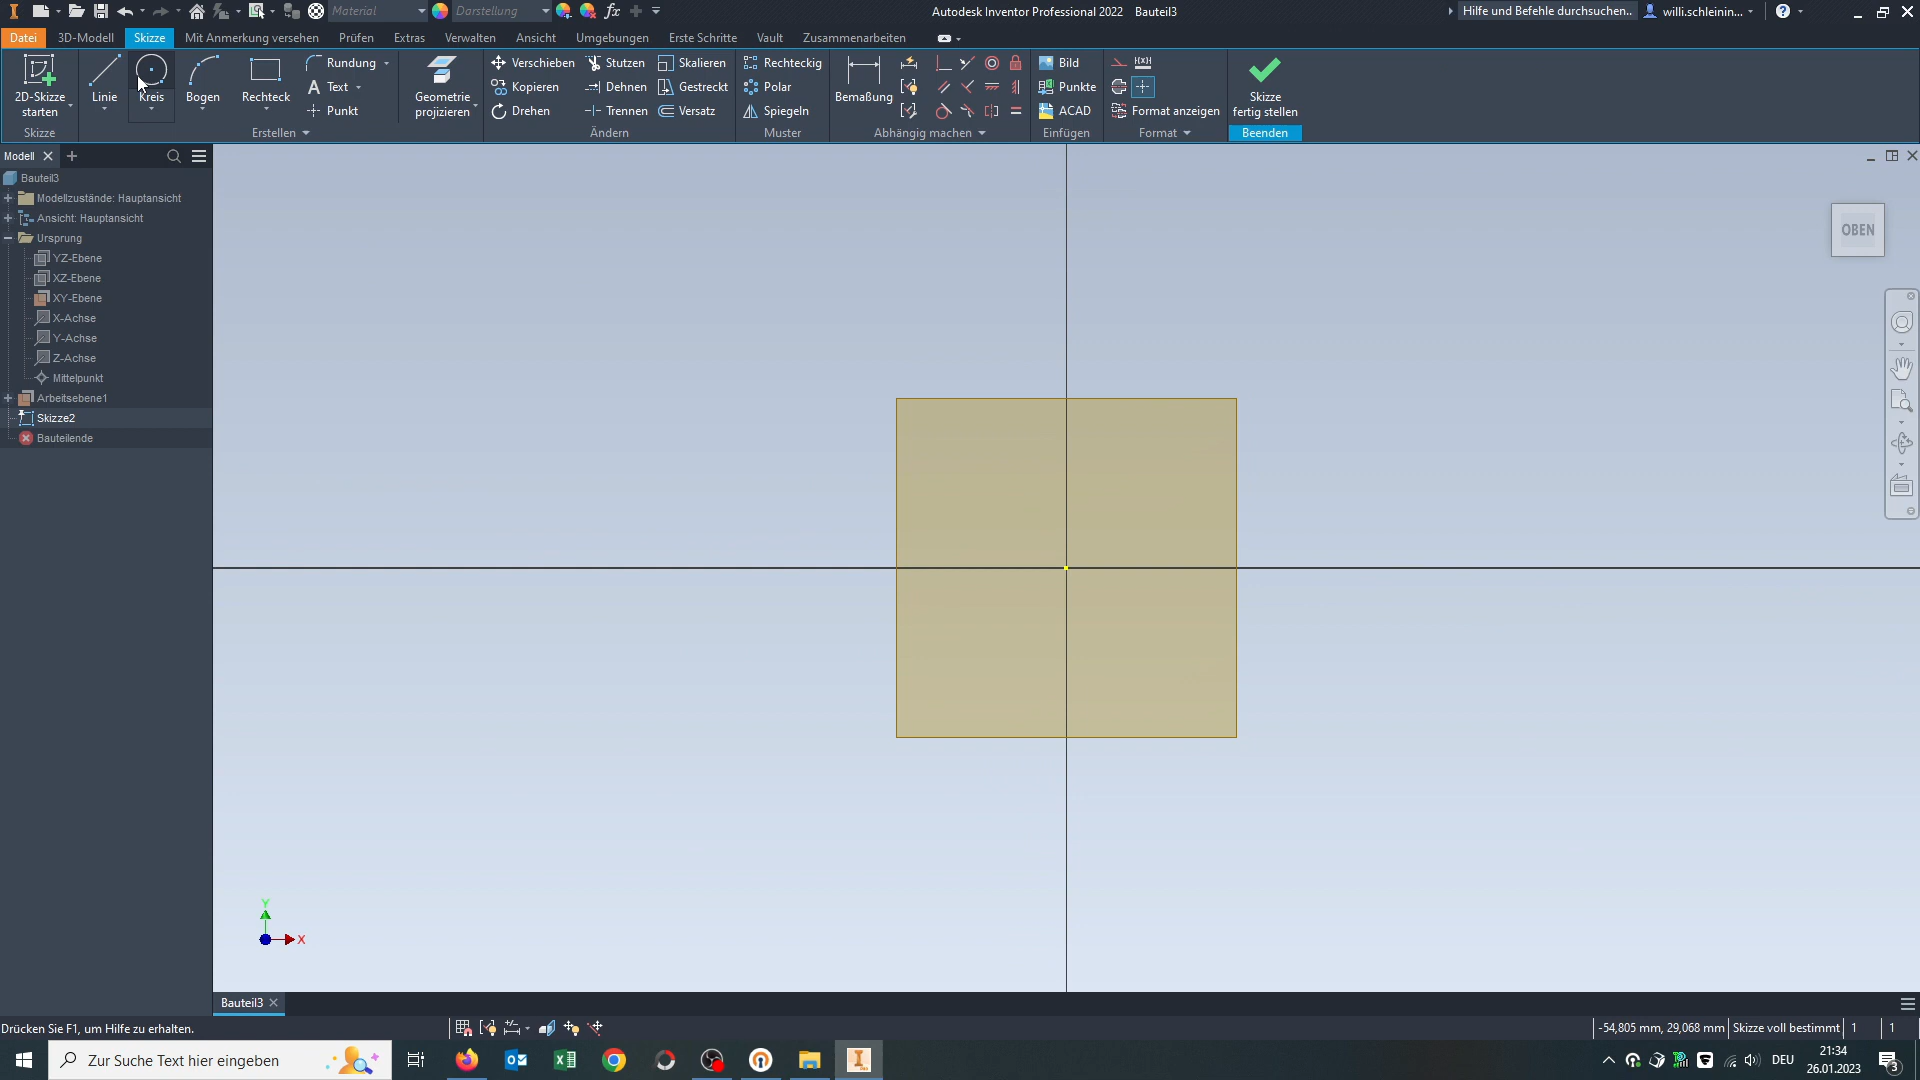 Material Darstellung fx Autodesk Inventor Professional 2022 Bauteil3 Hilfe und Befehle durchsuchen.. willi.schleinin...
Datei 3D-Modell Skizze Mit Anmerkung versehen Prüfen Extras Verwalten Ansicht Umgebungen Erste Schritte Vault Zusammenarbeiten
2D-Skizze starten
Linie
Kreis
Bogen
Rechteck
Rundung
Text
Punkt
Geometrie projizieren
Verschieben
Kopieren
Drehen
Stutzen
Dehnen
Trennen
Skalieren
Gestreckt
Versatz
Rechteckig
Polar
Spiegeln
Bemaßung
Bild
Punkte
ACAD
Format anzeigen
Skizze fertig stellen
Skizze Erstellen Ändern Muster Abhängig machen Einfügen Format Beenden
Modell
Bauteil3
Modellzustände: Hauptansicht
Ansicht: Hauptansicht
Ursprung
YZ-Ebene
XZ-Ebene
XY-Ebene
X-Achse
Y-Achse
Z-Achse
Mittelpunkt
Arbeitsebene1
Skizze2
Bauteilende
OBEN
Y
X
Bauteil3
Drücken Sie F1, um Hilfe zu erhalten. -54,805 mm, 29,068 mm Skizze voll bestimmt 1 1
Zur Suche Text hier eingeben DEU 21:34
26.01.2023
3